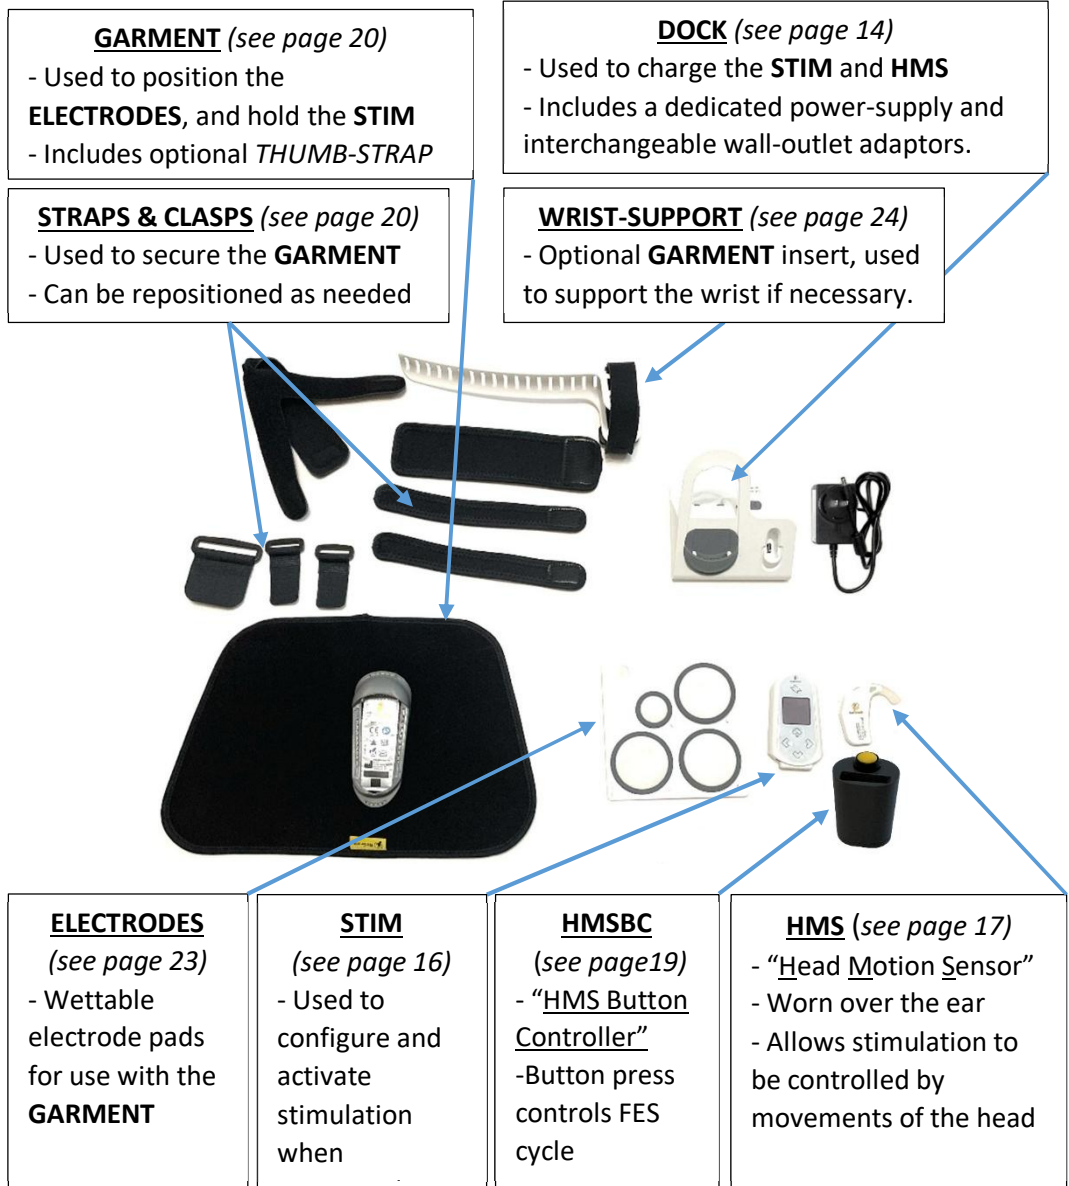 GARMENT (see page 20)
- Used to position the
ELECTRODES, and hold the STIM
- Includes optional THUMB-STRAP
DOCK (see page 14)
- Used to charge the STIM and HMS
- Includes a dedicated power-supply and
interchangeable wall-outlet adaptors.
STRAPS & CLASPS (see page 20)
- Used to secure the GARMENT
- Can be repositioned as needed
WRIST-SUPPORT (see page 24)
- Optional GARMENT insert, used
to support the wrist if necessary.
ELECTRODES
(see page 23)
- Wettable
electrode pads
for use with the
GARMENT
STIM
(see page 16)
- Used to
configure and
activate
stimulation
when
HMSBC
(see page19)
- "HMS Button
Controller"
-Button press
controls FES
cycle
HMS (see page 17)
- "Head Motion Sensor"
- Worn over the ear
- Allows stimulation to
be controlled by
movements of the head